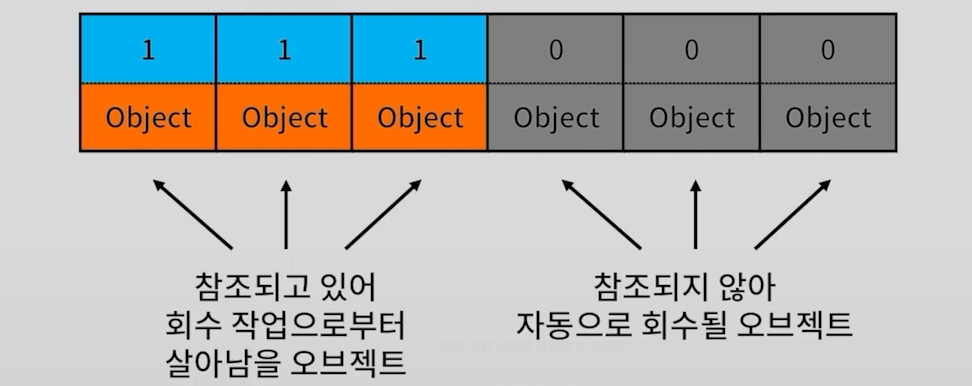 1 1 1 0 0 0
Object Object Object Object Object Object
참조되고 있어
회수 작업으로부터
살아남을 오브젝트
참조되지 않아
자동으로 회수될 오브젝트